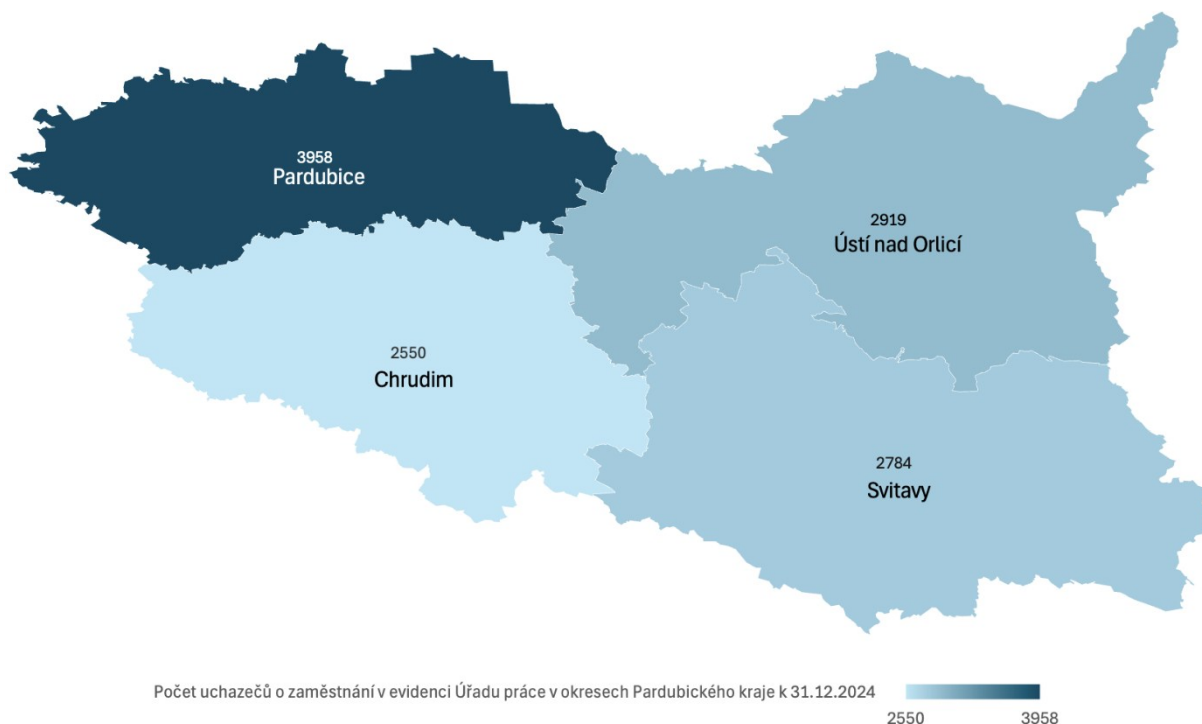 3958
Pardubice
2919
Ústí nad Orlicí
2550
Chrudim
2784
Svitavy
Počet uchazečů o zaměstnání v evidenci Úřadu práce v okresech Pardubického kraje k 31.12.2024
2550 3958